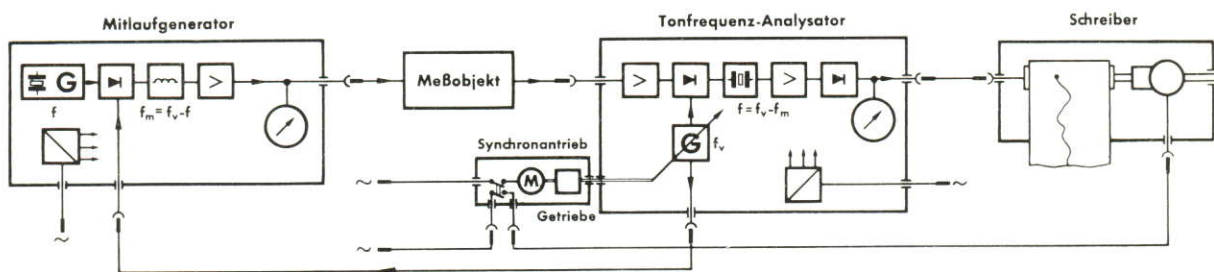 Mitlaufgenerator
Tonfrequenz-Analysator
Schreiber
G
f
fm = fv-f
>
Meßobjekt
>
f = fv-fm
>
G
fv
Synchronantrieb
M
Getriebe
~
~
~
~